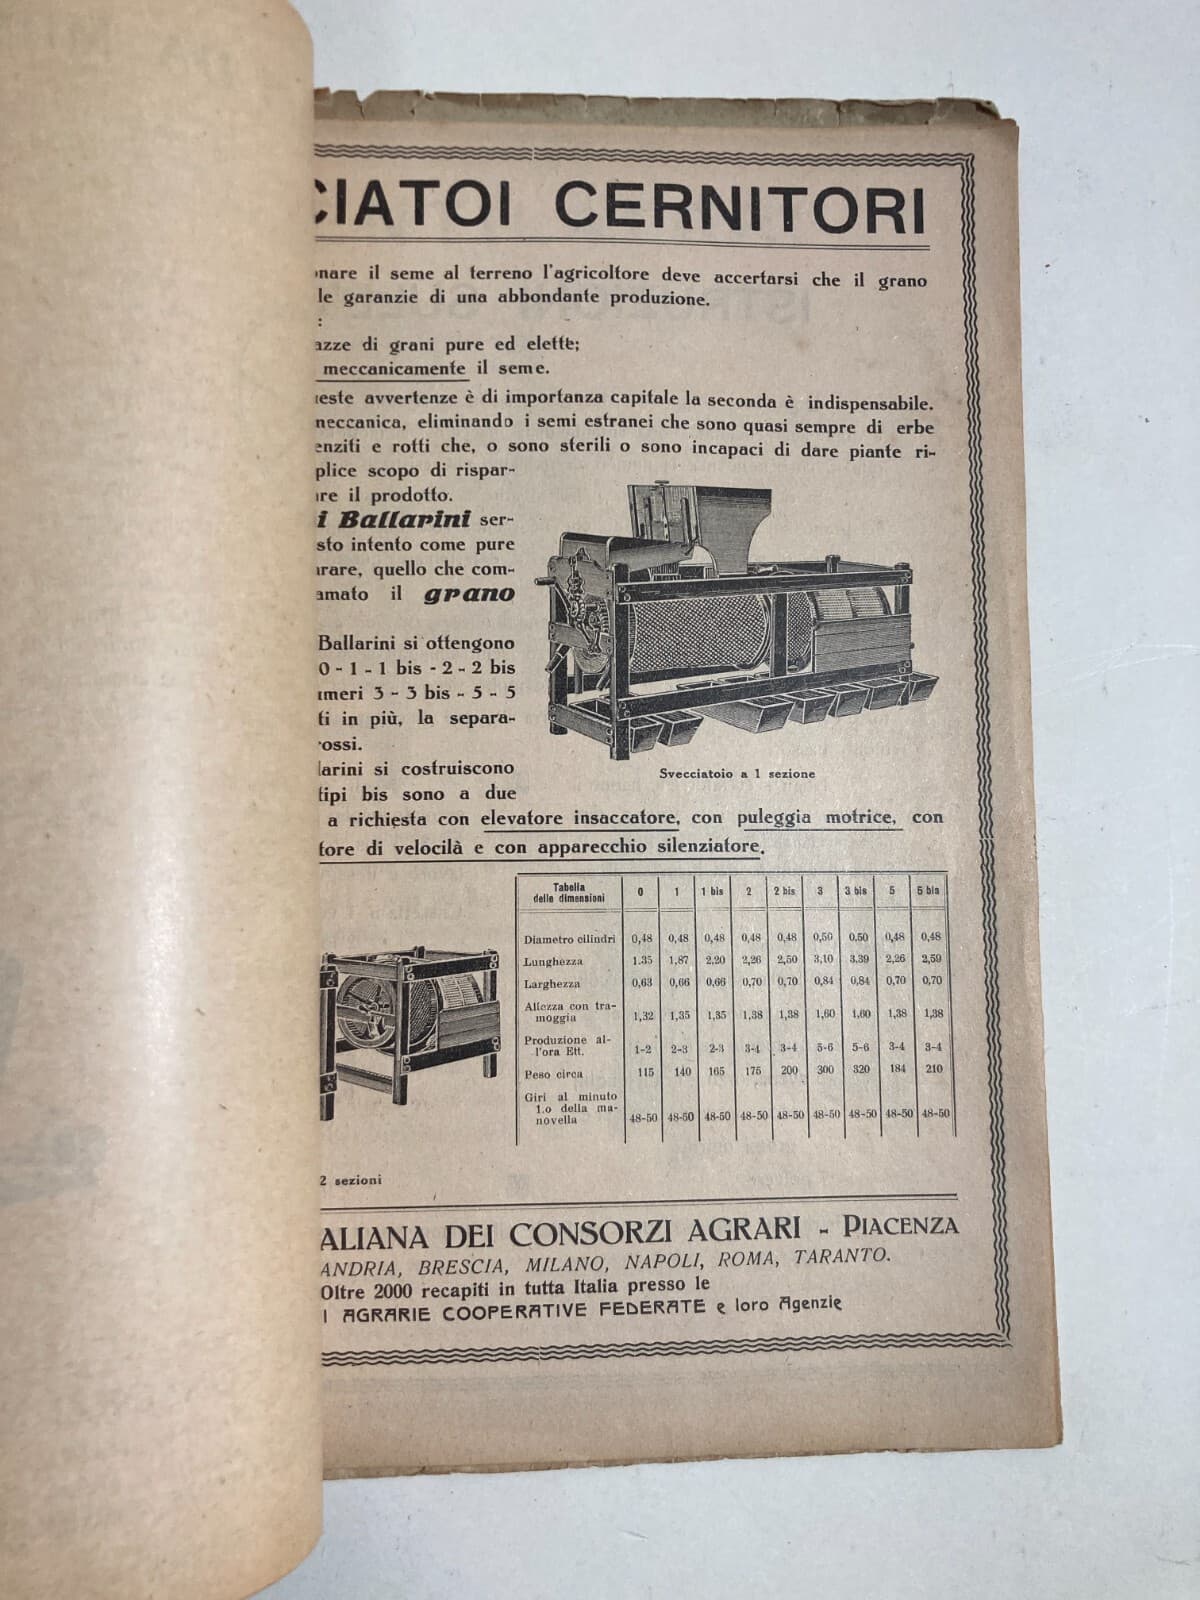 CIATOI CERNITORI
nare il seme al terreno l'agricoltore deve accertarsi che il grano
le garanzie di una abbondante produzione.
:
azze di grani pure ed elette;
meccanicamente il seme.
ueste avvertenze è di importanza capitale la seconda è indispensabile.
meccanica, eliminando i semi estranei che sono quasi sempre di erbe
enziti e rotti che, o sono sterili o sono incapaci di dare piante ri-
plice scopo di rispar-
are il prodotto.
i Ballarini ser-
sto intento come pure
arare, quello che com-
amato il grano
Ballarini si ottengono
0 - 1 - 1 bis - 2 - 2 bis
umeri 3 - 3 bis - 5 - 5
ti in più, la separa-
rossi.
larini si costruiscono
tipi bis sono a due
Svecciatoio a 1 sezione
a richiesta con elevatore insaccatore, con puleggia motrice, con
tore di velocilà e con apparecchio silenziatore.
Tabella delle dimensioni 0 1 1 bis 2 2 bis 3 3 bis 5 5 bis
Diametro cilindri 0,48 0,48 0,48 0,48 0,48 0,50 0,50 0,48 0,48
Lunghezza 1.35 1,87 2,20 2,26 2,50 3,10 3.39 2,26 2,59
Larghezza 0,63 0,66 0,66 0,70 0,70 0,84 0,84 0,70 0,70
Altezza con tra-
moggia 1,32 1,35 1,35 1,38 1,38 1,60 1,60 1,38 1,38
Produzione al-
l'ora Ett. 1-2 2-3 2-3 3-4 3-4 5-6 5-6 3-4 3-4
Peso circa 115 140 165 175 200 300 320 184 210
Giri al minuto
1.o della ma-
novella 48-50 48-50 48-50 48-50 48-50 48-50 48-50 48-50 48-50
2 sezioni
ALIANA DEI CONSORZI AGRARI - PIACENZA
ANDRIA, BRESCIA, MILANO, NAPOLI, ROMA, TARANTO.
Oltre 2000 recapiti in tutta Italia presso le
I AGRARIE COOPERATIVE FEDERATE e loro Agenzie